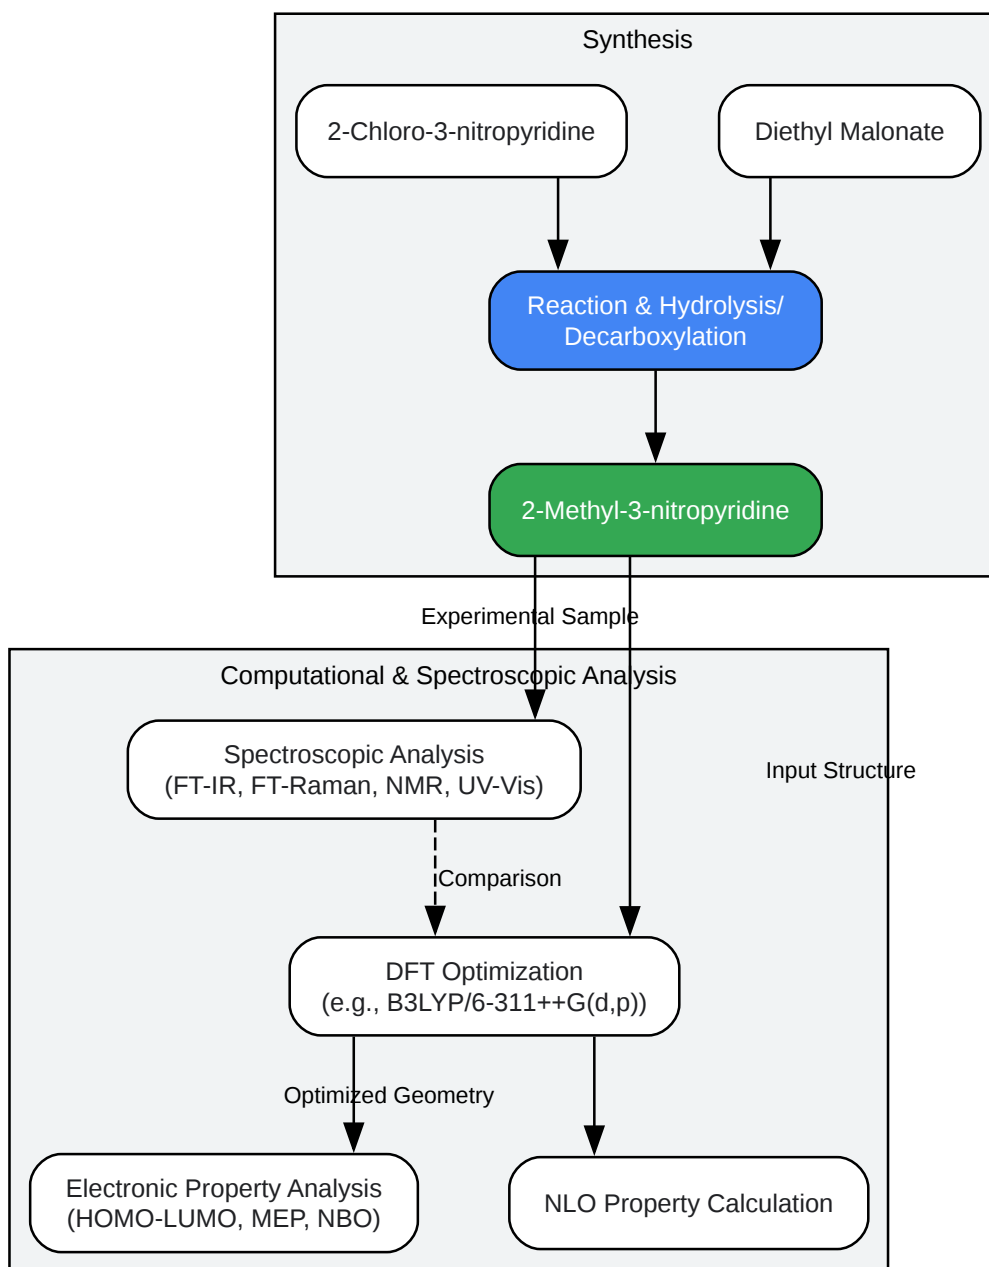 Synthesis
2-Chloro-3-nitropyridine
Diethyl Malonate
Reaction & Hydrolysis/
Decarboxylation
2-Methyl-3-nitropyridine
Experimental Sample
Computational & Spectroscopic Analysis
Spectroscopic Analysis
(FT-IR, FT-Raman, NMR, UV-Vis)
Input Structure
Comparison
DFT Optimization
(e.g., B3LYP/6-311++G(d,p))
Optimized Geometry
Electronic Property Analysis
(HOMO-LUMO, MEP, NBO)
NLO Property Calculation